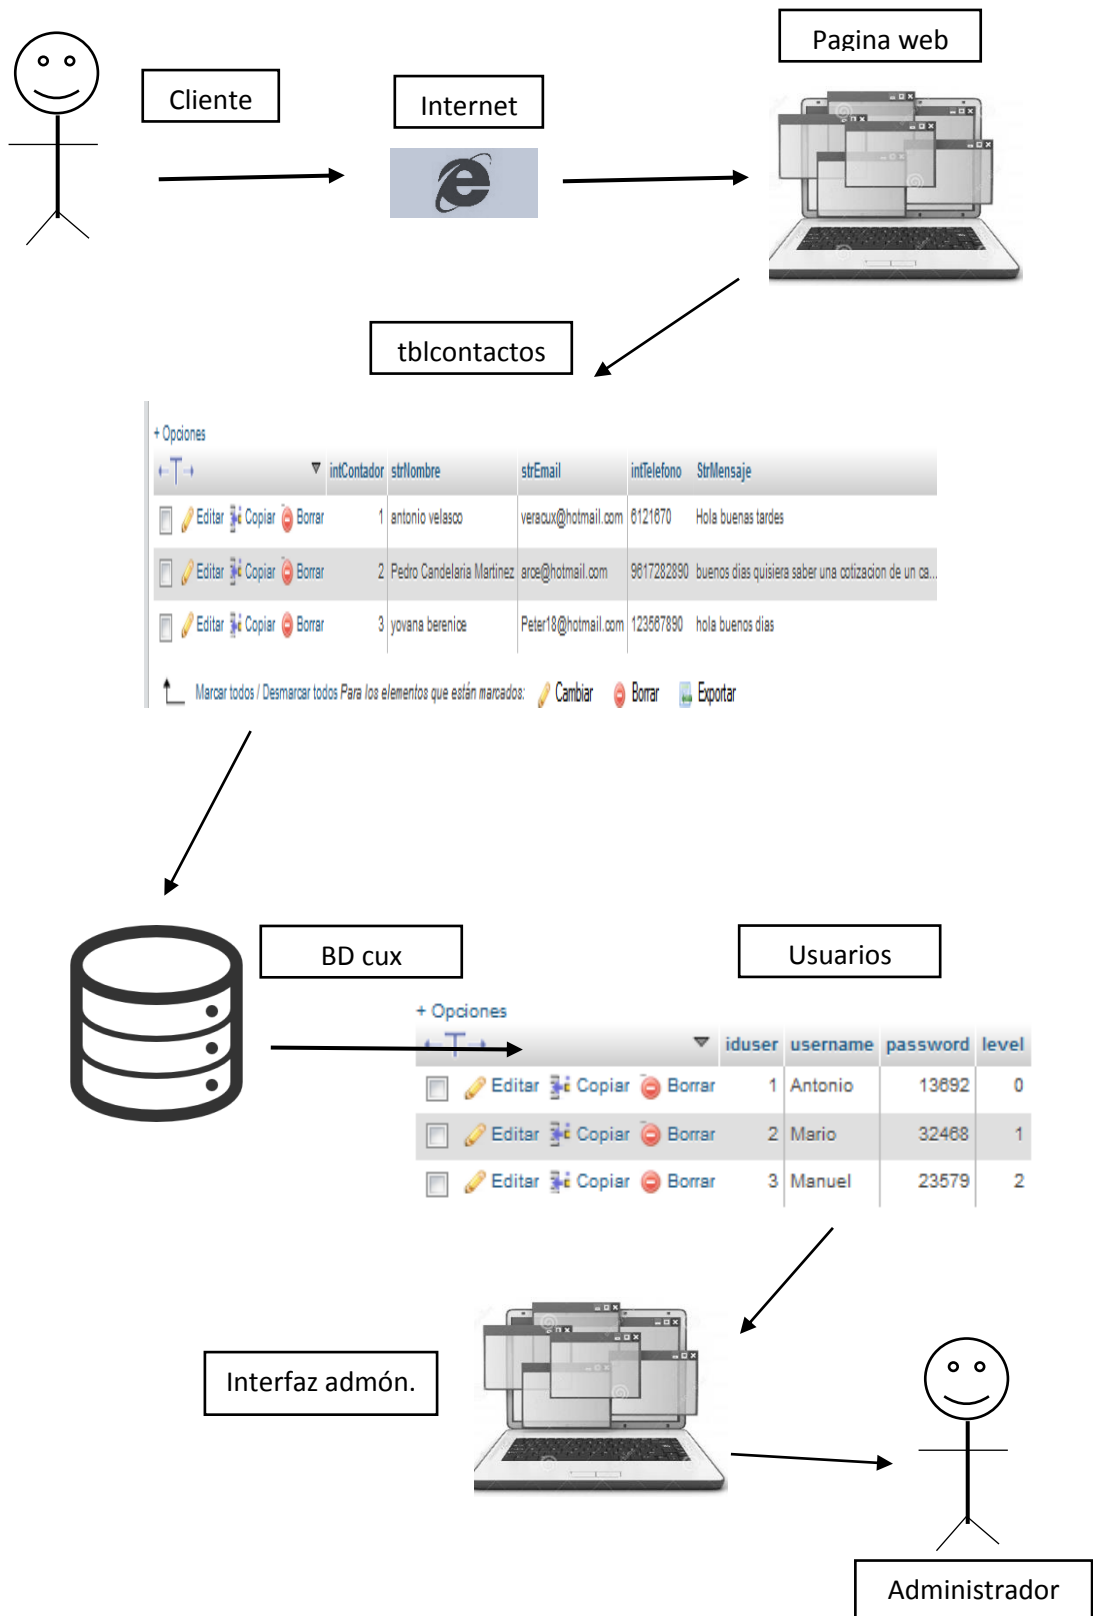 Pagina web
Cliente
Internet
tblcontactos
+ Opciones
←T→ ▼ intContador strNombre strEmail intTelefono StrMensaje
Editar Copiar Borrar 1 antonio velasco veracux@hotmail.com 6121670 Hola buenas tardes
Editar Copiar Borrar 2 Pedro Candelaria Martinez arce@hotmail.com 9617282890 buenos dias quisiera saber una cotizacion de un ca...
Editar Copiar Borrar 3 yovana berenice Peter18@hotmail.com 123567890 hola buenos dias
Marcar todos / Desmarcar todos Para los elementos que están marcados: Cambiar Borrar Exportar
BD cux
Usuarios
+ Opciones
←T→ ▼ iduser username password level
Editar Copiar Borrar 1 Antonio 13692 0
Editar Copiar Borrar 2 Mario 32468 1
Editar Copiar Borrar 3 Manuel 23579 2
Interfaz admón.
Administrador